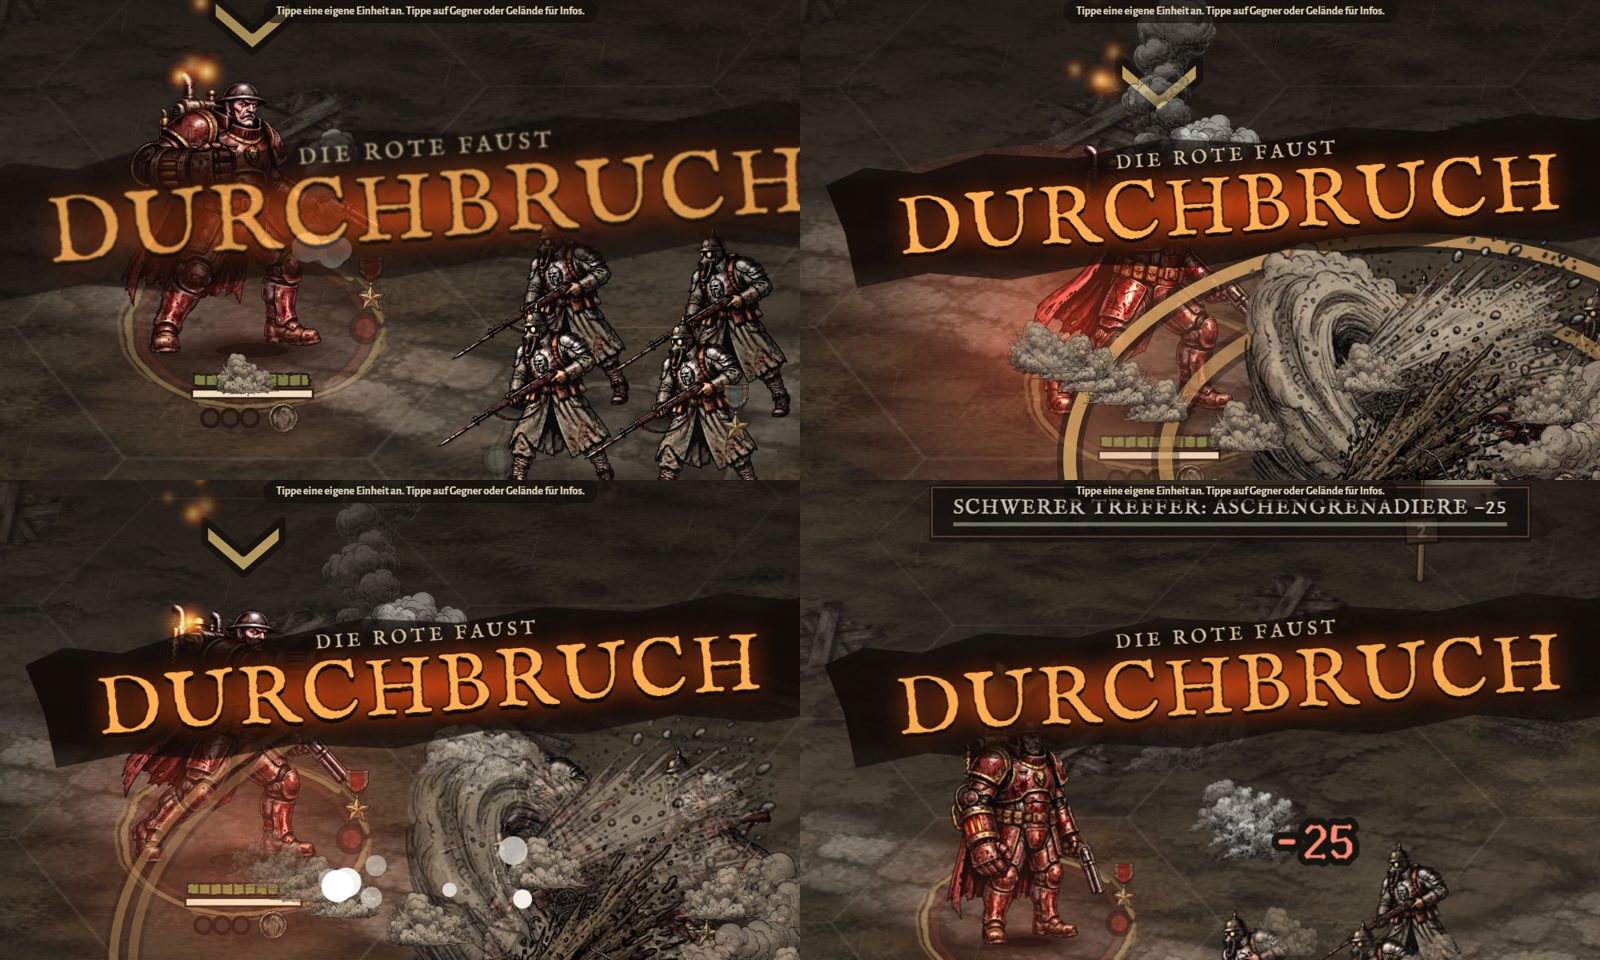 Tippe eine eigene Einheit an. Tippe auf Gegner oder Gelände für Infos.
DIE ROTE FAUST
DURCHBRUCH
Tippe eine eigene Einheit an. Tippe auf Gegner oder Gelände für Infos.
DIE ROTE FAUST
DURCHBRUCH
Tippe eine eigene Einheit an. Tippe auf Gegner oder Gelände für Infos.
DIE ROTE FAUST
DURCHBRUCH
Tippe eine eigene Einheit an. Tippe auf Gegner oder Gelände für Infos.
SCHWERER TREFFER: ASCHENGRENADIERE −25
2
DIE ROTE FAUST
DURCHBRUCH
-25